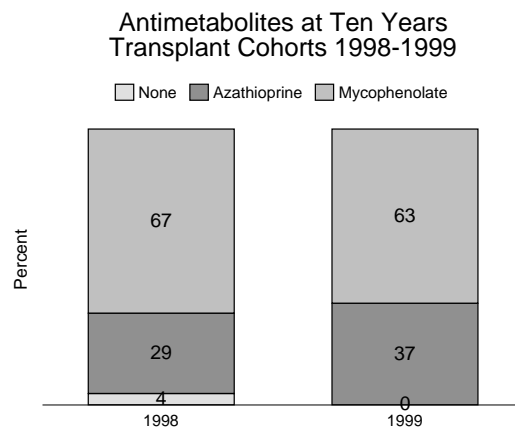 Antimetabolites at Ten Years
Transplant Cohorts 1998-1999
None Azathioprine Mycophenolate
Percent
67
63
29
37
4
0
1998 1999